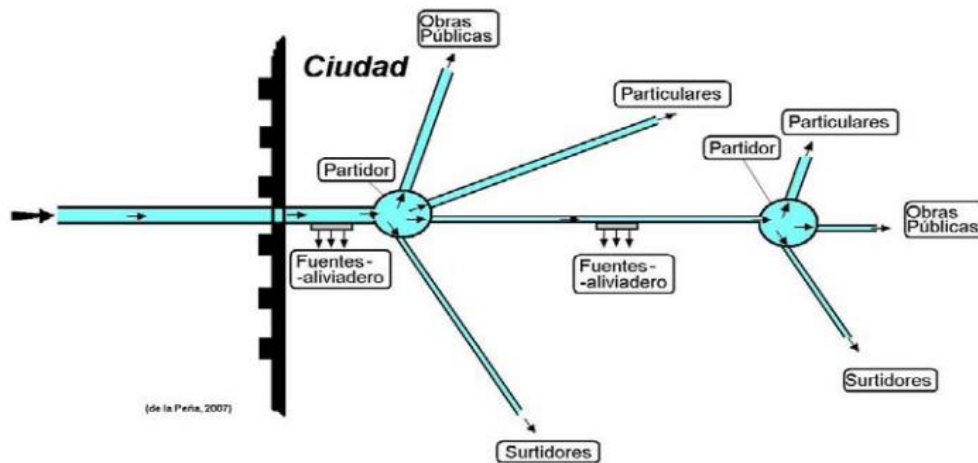 Obras
Públicas
Ciudad
Particulares
Particulares
Partidor
Partidor
Obras
Públicas
Fuentes-
-aliviadero
Fuentes-
-aliviadero
Surtidores
(de la Peña, 2007)
Surtidores